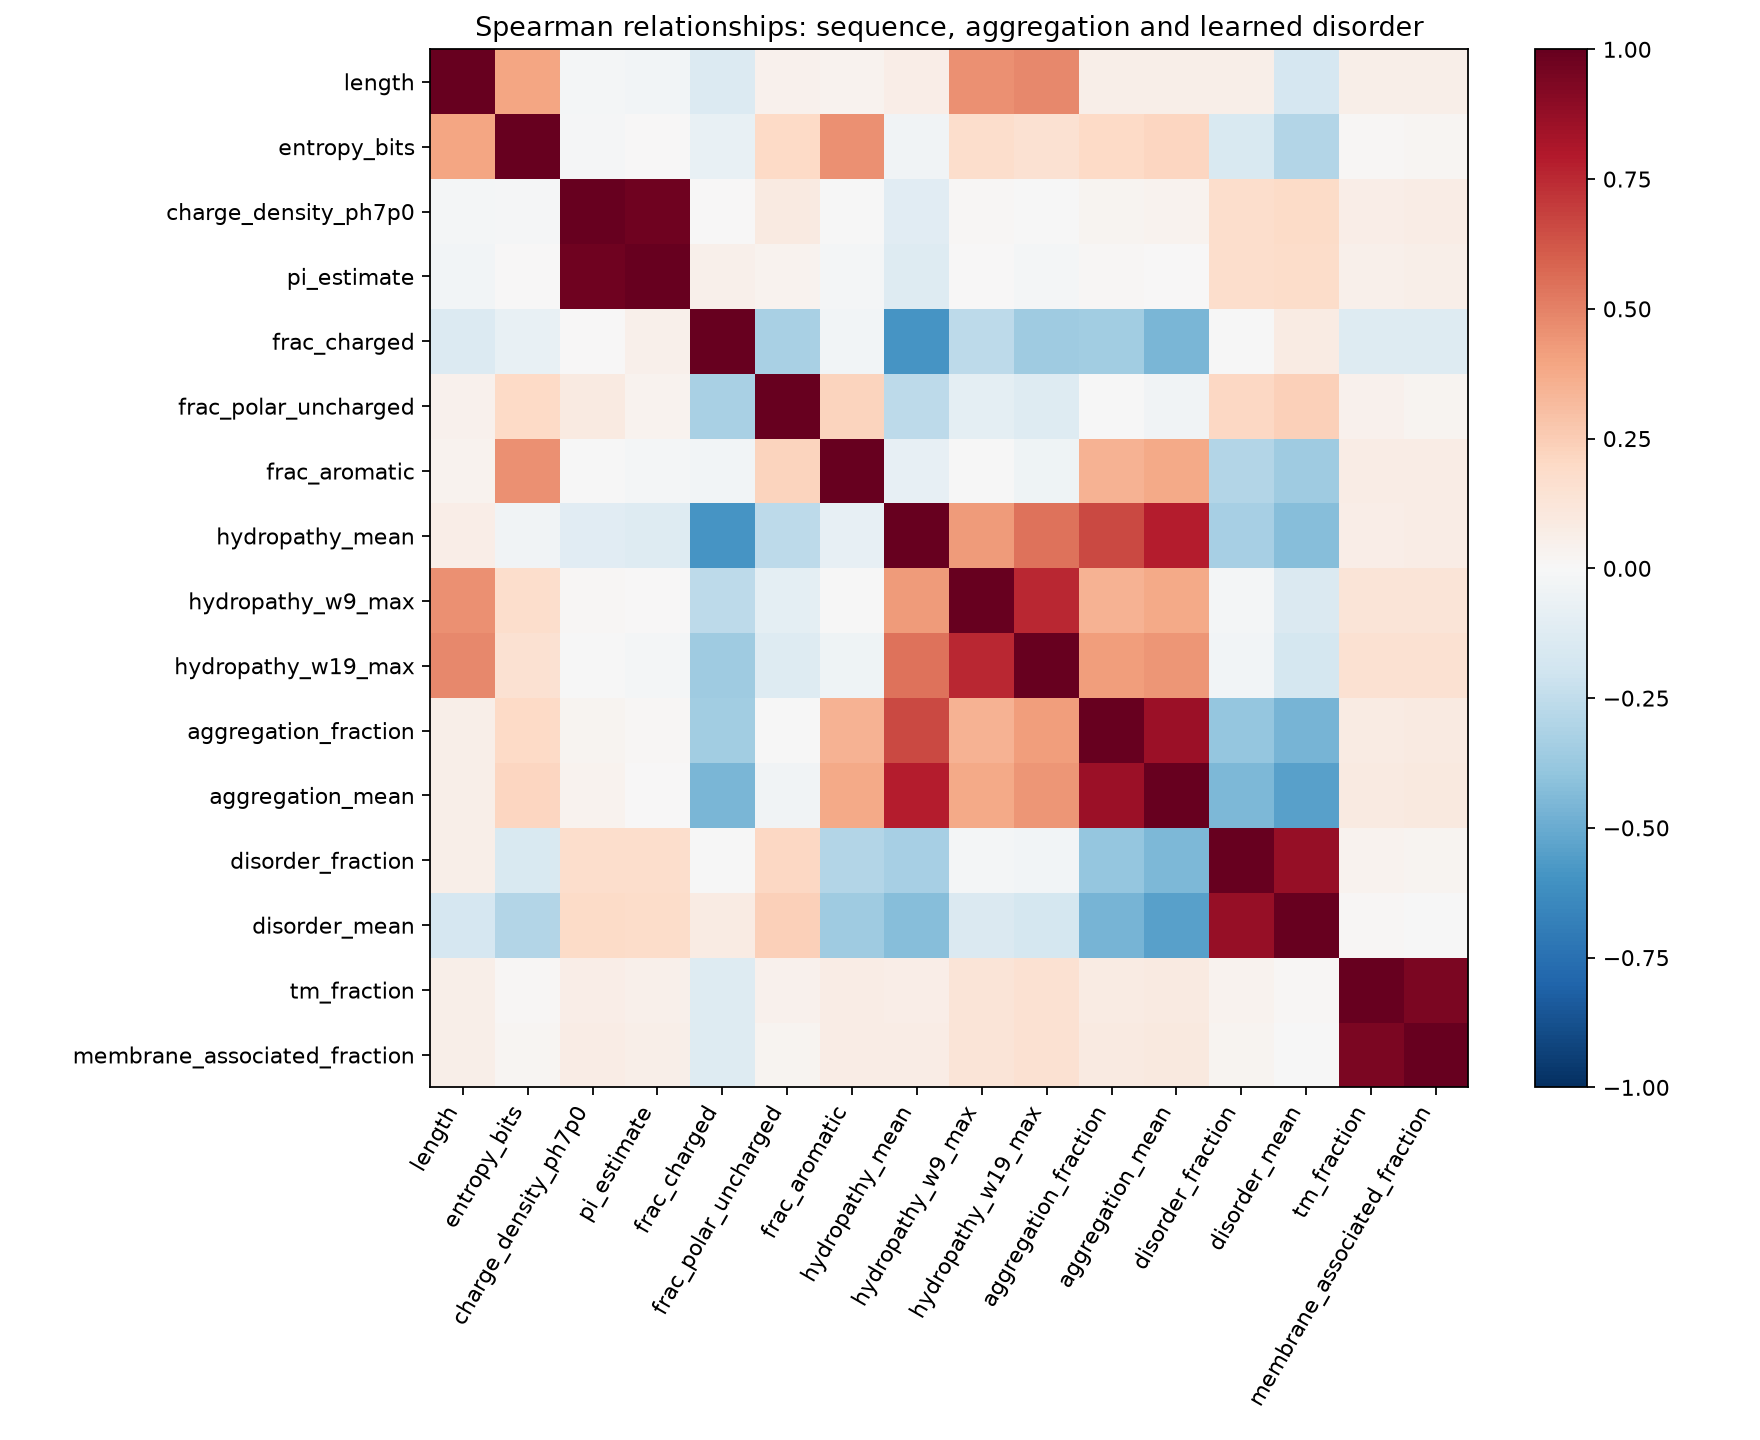 Spearman relationships: sequence, aggregation and learned disorder
length
entropy_bits
charge_density_ph7p0
pi_estimate
frac_charged
frac_polar_uncharged
frac_aromatic
hydropathy_mean
hydropathy_w9_max
hydropathy_w19_max
aggregation_fraction
aggregation_mean
disorder_fraction
disorder_mean
tm_fraction
membrane_associated_fraction
length
entropy_bits
charge_density_ph7p0
pi_estimate
frac_charged
frac_polar_uncharged
frac_aromatic
hydropathy_mean
hydropathy_w9_max
hydropathy_w19_max
aggregation_fraction
aggregation_mean
disorder_fraction
disorder_mean
tm_fraction
membrane_associated_fraction
1.00
0.75
0.50
0.25
0.00
−0.25
−0.50
−0.75
−1.00